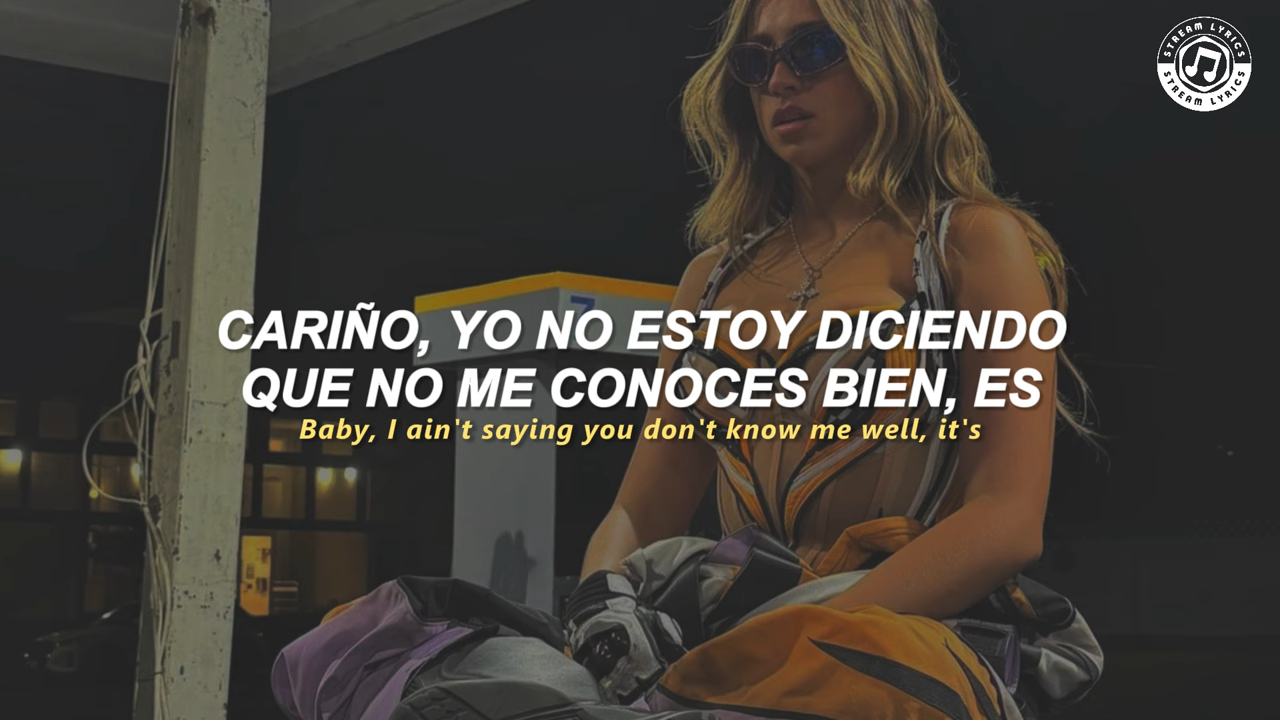 STREAM LYRICS
STREAM LYRICS
7
CARIÑO, YO NO ESTOY DICIENDO
QUE NO ME CONOCES BIEN, ES
Baby, I ain't saying you don't know me well, it's